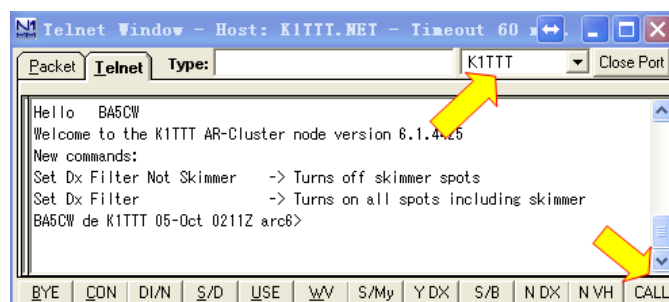 N1 Telnet Window - Host: K1TTT.NET - Timeout 60
Packet Telnet Type: K1TTT Close Port
Hello BA5CW
Welcome to the K1TTT AR-Cluster node version 6.1.4425
New commands:
Set Dx Filter Not Skimmer -> Turns off skimmer spots
Set Dx Filter -> Turns on all spots including skimmer
BA5CW de K1TTT 05-Oct 0211Z arc6>
BYE CON DI/N S/D USE WV S/My Y DX S/B N DX N VH CALL